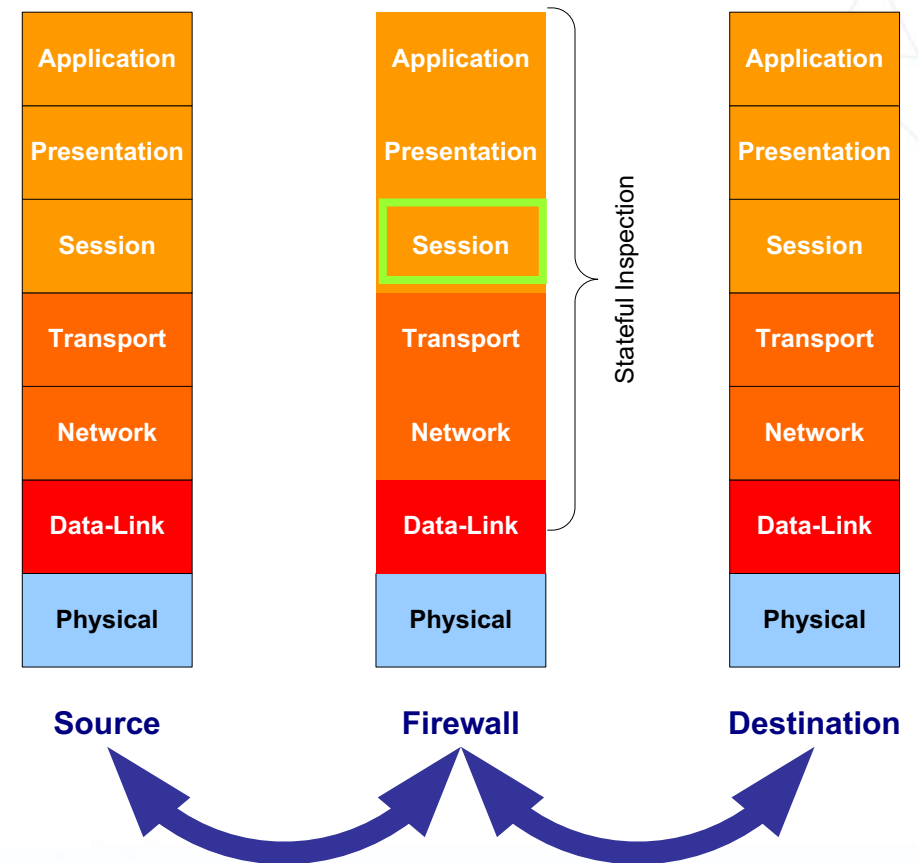 Application Application Application
Presentation Presentation Presentation
Session Session Session
Stateful Inspection
Transport Transport Transport
Network Network Network
Data-Link Data-Link Data-Link
Physical Physical Physical
Source Firewall Destination